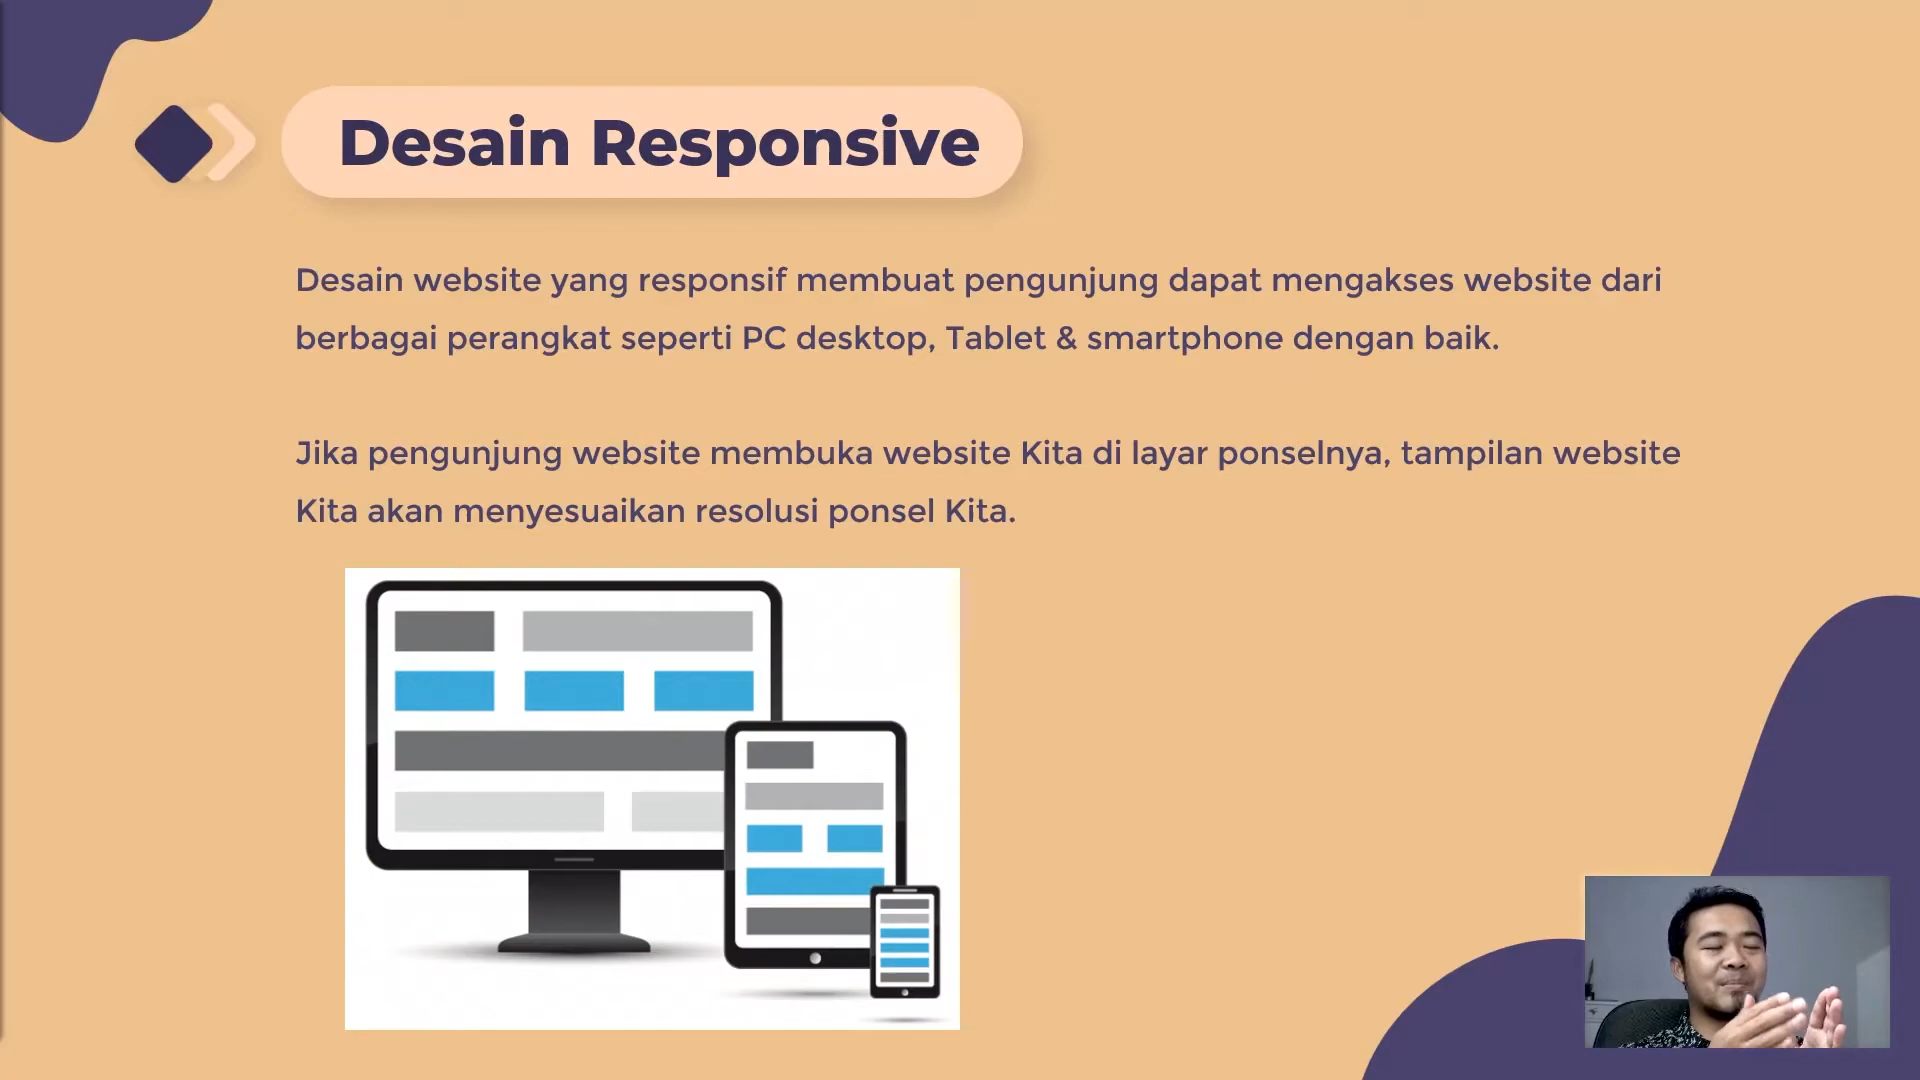 Desain Responsive
Desain website yang responsif membuat pengunjung dapat mengakses website dari
berbagai perangkat seperti PC desktop, Tablet & smartphone dengan baik.
Jika pengunjung website membuka website Kita di layar ponselnya, tampilan website
Kita akan menyesuaikan resolusi ponsel Kita.